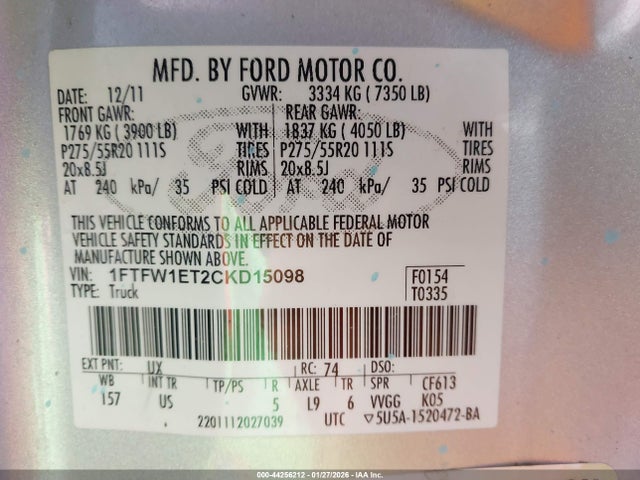 MFD. BY FORD MOTOR CO.
DATE: 12/11 GVWR: 3334 KG ( 7350 LB)
FRONT GAWR: REAR GAWR:
1769 KG ( 3900 LB) WITH 1837 KG ( 4050 LB) WITH
P275/55R20 111S TIRES P275/55R20 111S TIRES
20x8.5J RIMS 20x8.5J RIMS
AT 240 kPa/ 35 PSI COLD AT 240 kPa/ 35 PSI COLD
THIS VEHICLE CONFORMS TO ALL APPLICABLE FEDERAL MOTOR
VEHICLE SAFETY STANDARDS IN EFFECT ON THE DATE OF
MANUFACTURE SHOWN ABOVE.
VIN: 1FTFW1ET2CKD15098 F0154
TYPE: Truck T0335
EXT PNT: UX RC: 74 DSO:
WB INT TR TP/PS R AXLE TR SPR CF613
157 US 5 L9 6 VVGG K05
2201112027039 UTC ▽5U5A-1520472-BA
000-44256212 - 01/27/2026 - IAA Inc.